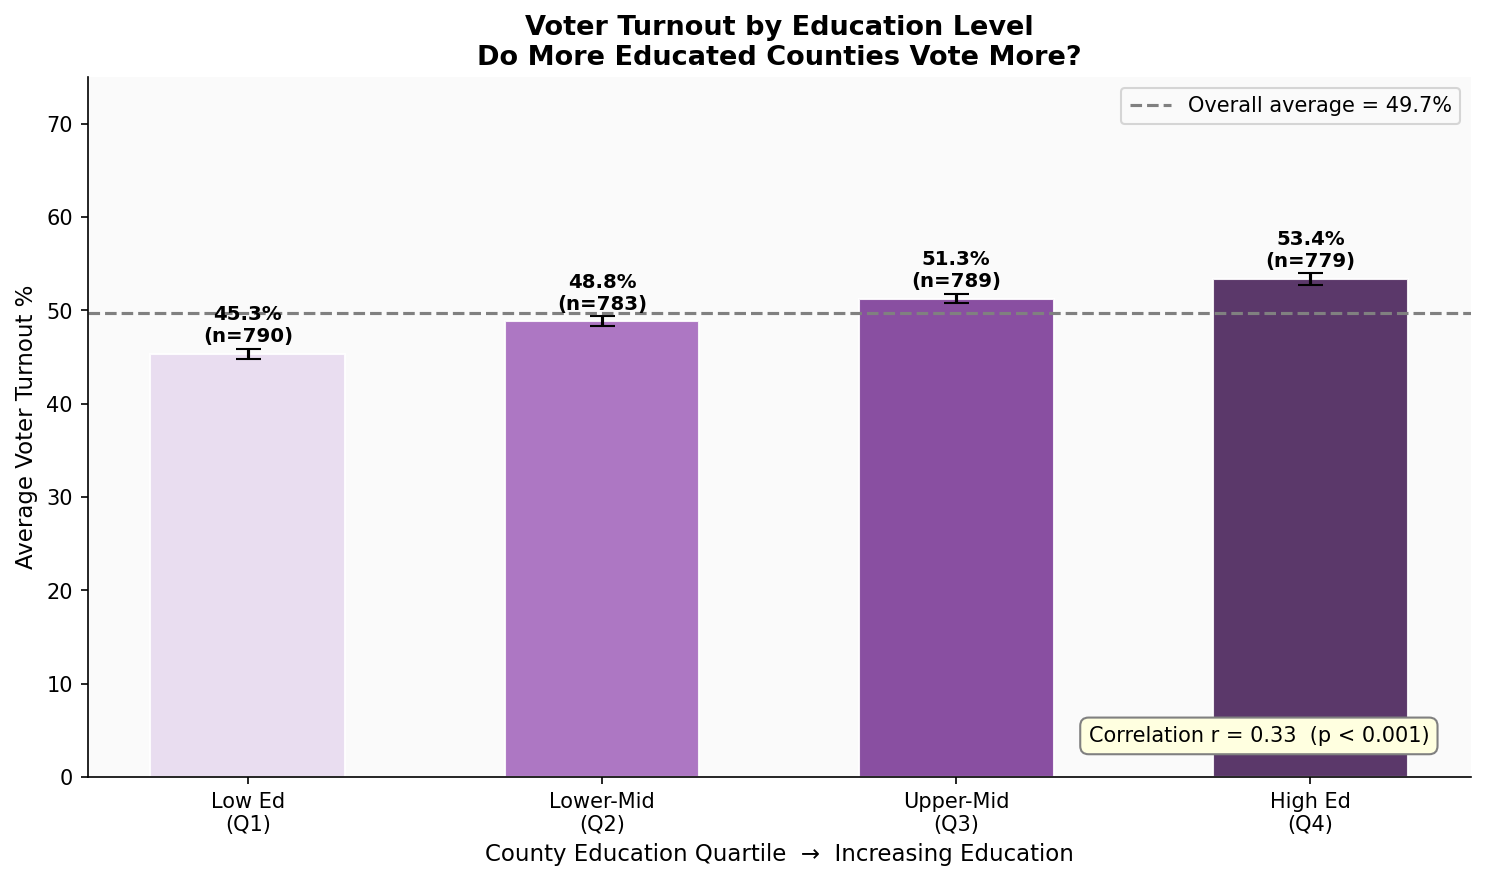 Voter Turnout by Education Level
Do More Educated Counties Vote More?
Overall average = 49.7%
Average Voter Turnout %
70
60
50
40
30
20
10
0
45.3%
(n=790)
48.8%
(n=783)
51.3%
(n=789)
53.4%
(n=779)
Correlation r = 0.33 (p < 0.001)
Low Ed
(Q1)
Lower-Mid
(Q2)
Upper-Mid
(Q3)
High Ed
(Q4)
County Education Quartile → Increasing Education